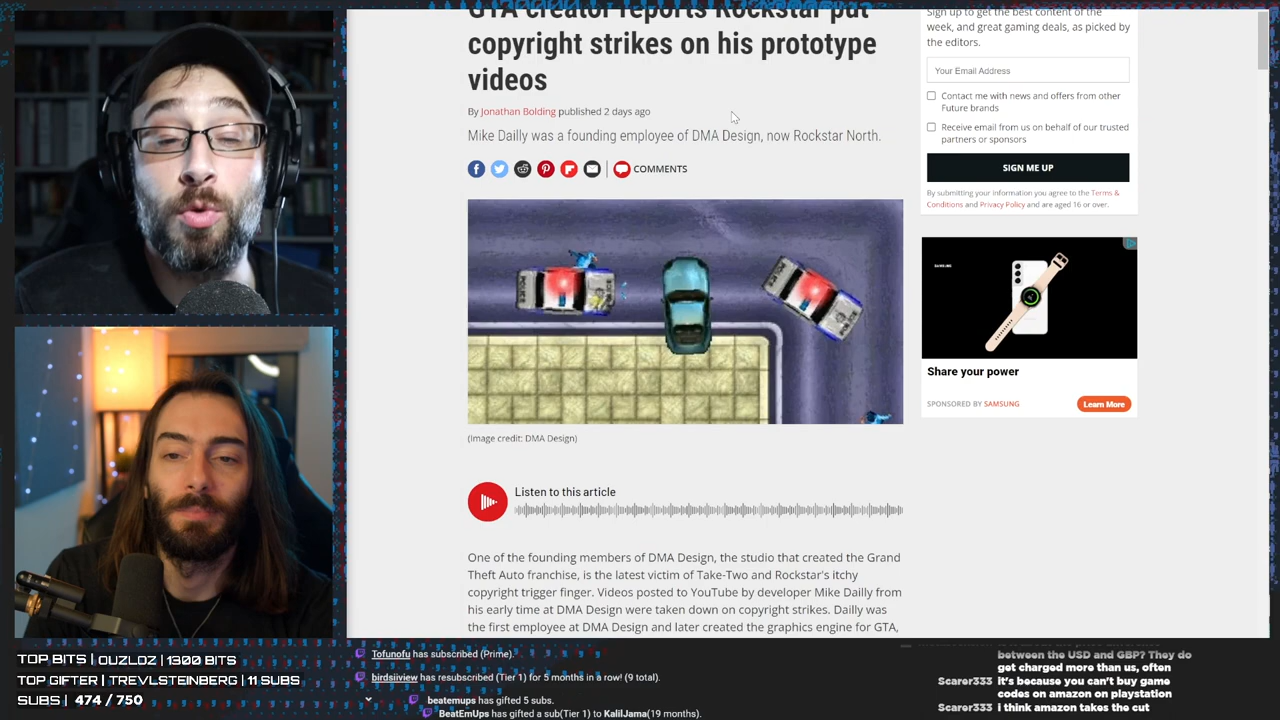 GTA creator reports Rockstar put
copyright strikes on his prototype
videos
By Jonathan Bolding published 2 days ago
Mike Dailly was a founding employee of DMA Design, now Rockstar North.
COMMENTS
(Image credit: DMA Design)
Listen to this article
One of the founding members of DMA Design, the studio that created the Grand
Theft Auto franchise, is the latest victim of Take-Two and Rockstar's itchy
copyright trigger finger. Videos posted to YouTube by developer Mike Dailly from
his early time at DMA Design were taken down on copyright strikes. Dailly was
the first employee at DMA Design and later created the graphics engine for GTA,
Sign up to get the best content of the
week, and great gaming deals, as picked by
the editors.
Your Email Address
Contact me with news and offers from other
Future brands
Receive email from us on behalf of our trusted
partners or sponsors
SIGN ME UP
By submitting your information you agree to the Terms &
Conditions and Privacy Policy and are aged 16 or over.
SAMSUNG
Share your power
SPONSORED BY SAMSUNG
Learn More
TOP BITS | OUZLDZ | 1300 BITS
TOP GIFTER | TREVLSTEINBERG | 11 SUBS
SUBS | 474 / 750
Tofunofu has subscribed (Prime).
birdsiiview has resubscribed (Tier 1) for 5 months in a row! (9 total).
beatemups has gifted 5 subs.
BeatEmUps has gifted a sub(Tier 1) to KalilJama(19 months).
between the USD and GBP? They do
get charged more than us, often
Scarer333 it's because you can't buy game
codes on amazon on playstation
Scarer333 i think amazon takes the cut